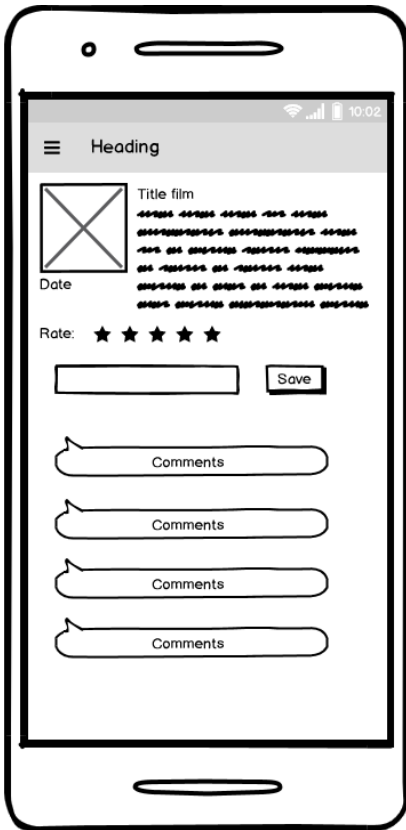 10:02
Heading
Title film
Date
Rate:
Save
Comments
Comments
Comments
Comments